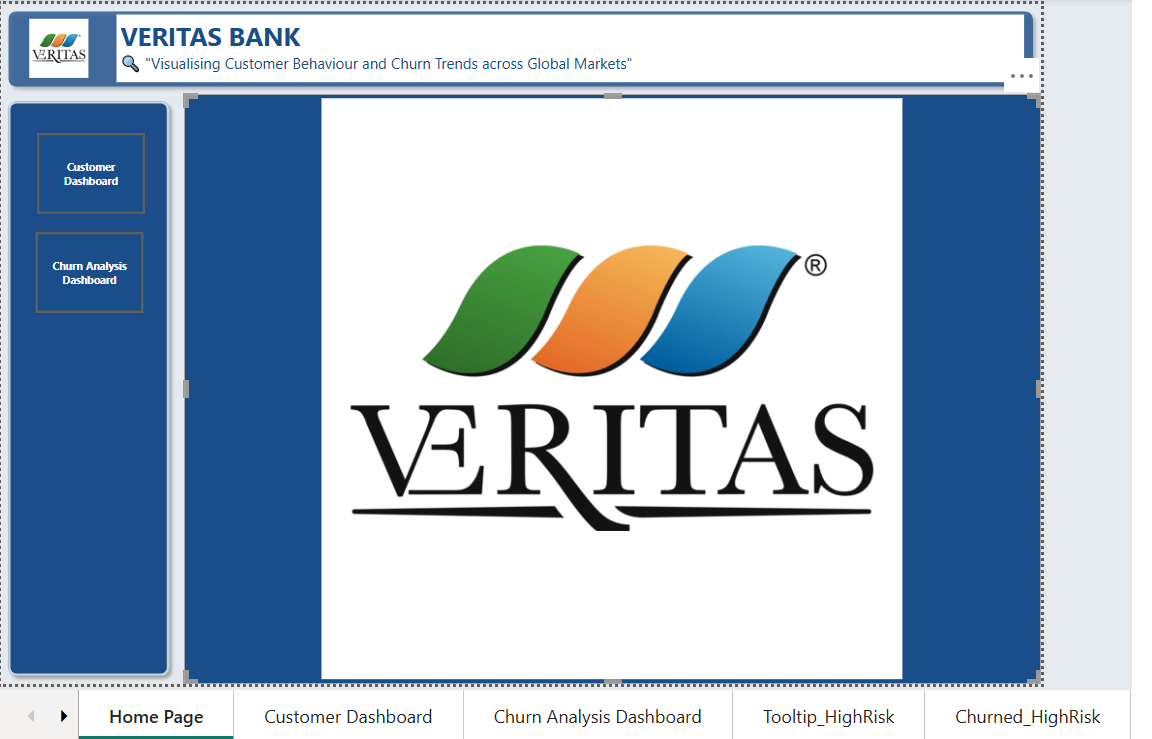 VERITAS
VERITAS BANK
🔍 "Visualising Customer Behaviour and Churn Trends across Global Markets"
Customer
Dashboard
Churn Analysis
Dashboard
®
VERITAS
Home Page
Customer Dashboard
Churn Analysis Dashboard
Tooltip_HighRisk
Churned_HighRisk